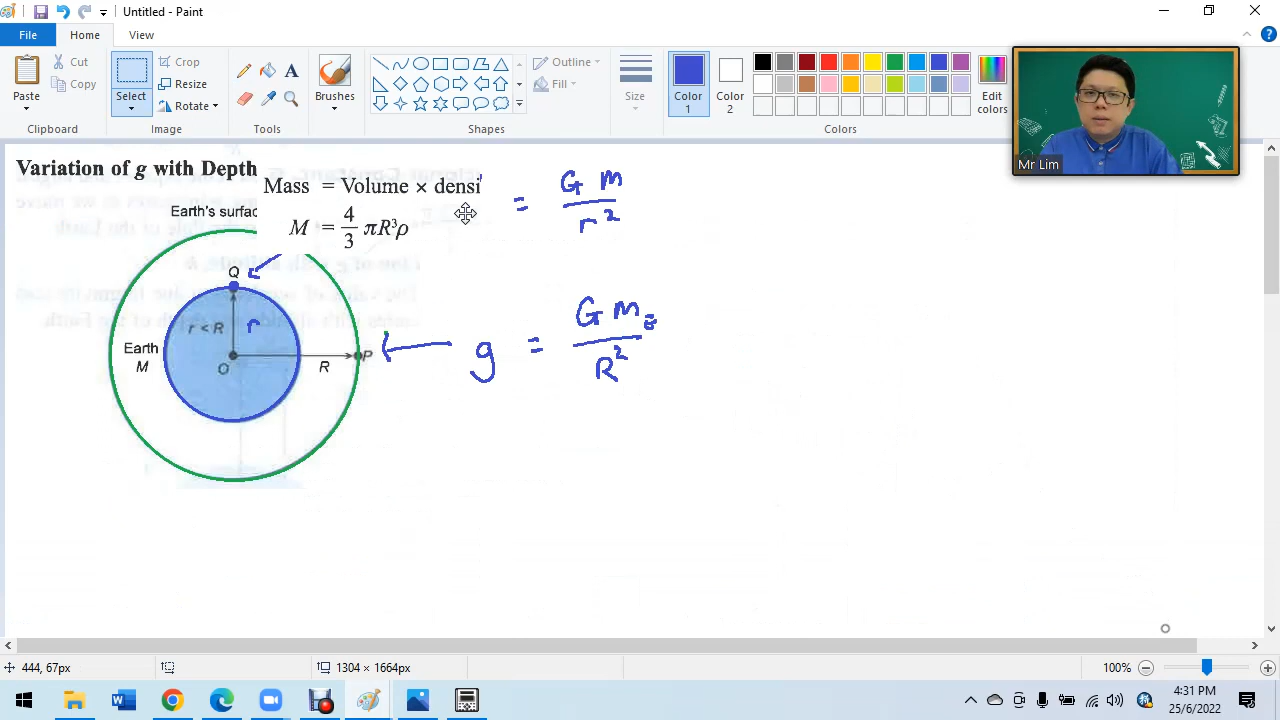 Untitled - Paint
File Home View
Paste
Cut
Copy
Clipboard
Select
Crop
Resize
Rotate
Image
A
Tools
Brushes
Outline
Fill
Shapes
Size
Color 1
Color 2
Edit colors
Colors
Mr Lim
Variation of g with Depth
Mass = Volume × densi
M = 4/3 πR³ρ
= G M / r²
Earth's surfac
Q
r < R
r
Earth
M
O
R
P
g = G M / R²
444, 67px
1304 × 1664px
100%
4:31 PM
25/6/2022